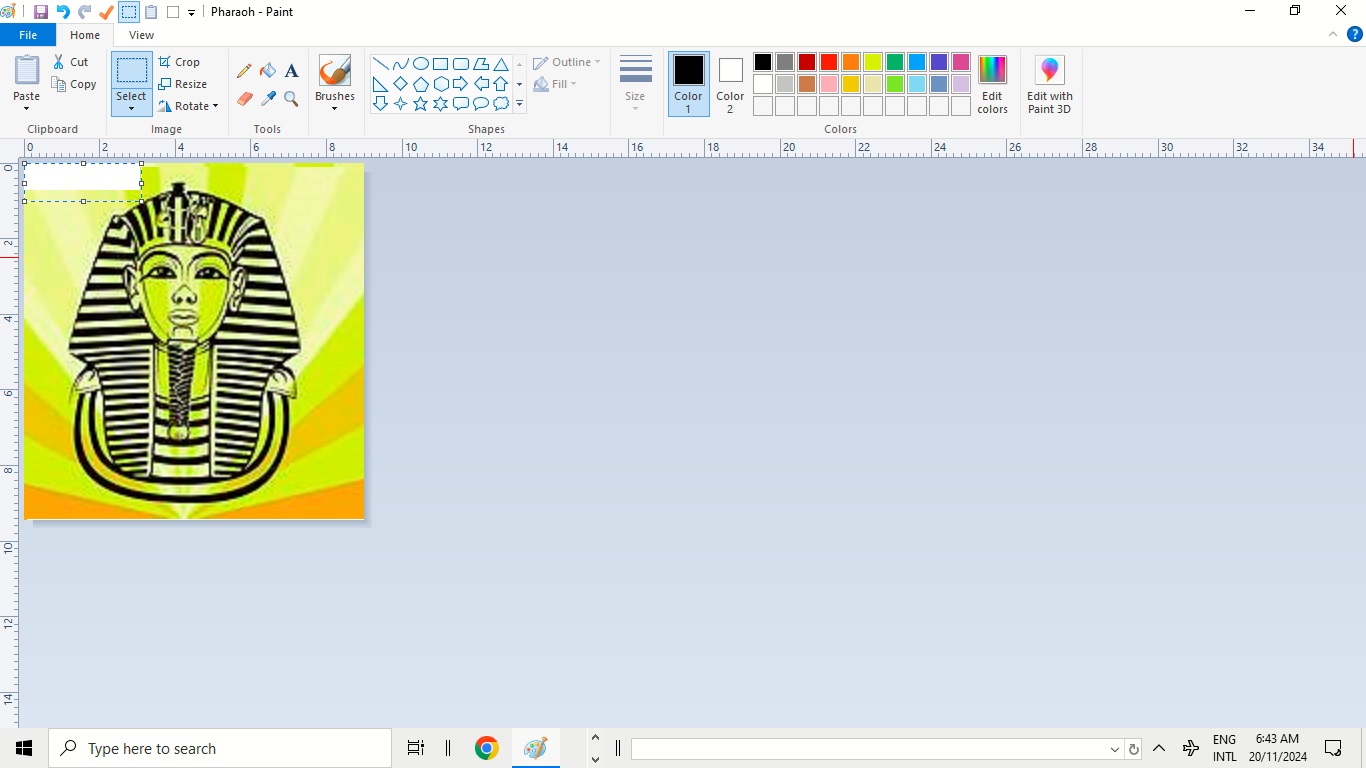 Pharaoh - Paint
File Home View
Paste Cut Copy
Clipboard
Select Crop Resize Rotate
Image
A
Tools
Brushes
Outline Fill
Shapes
Size
Color 1 Color 2
Edit colors
Colors
Edit with Paint 3D
0 2 4 6 8 10 12 14 16 18 20 22 24 26 28 30 32 34
0
2
4
6
8
10
12
14
Type here to search
ENG INTL
6:43 AM
20/11/2024